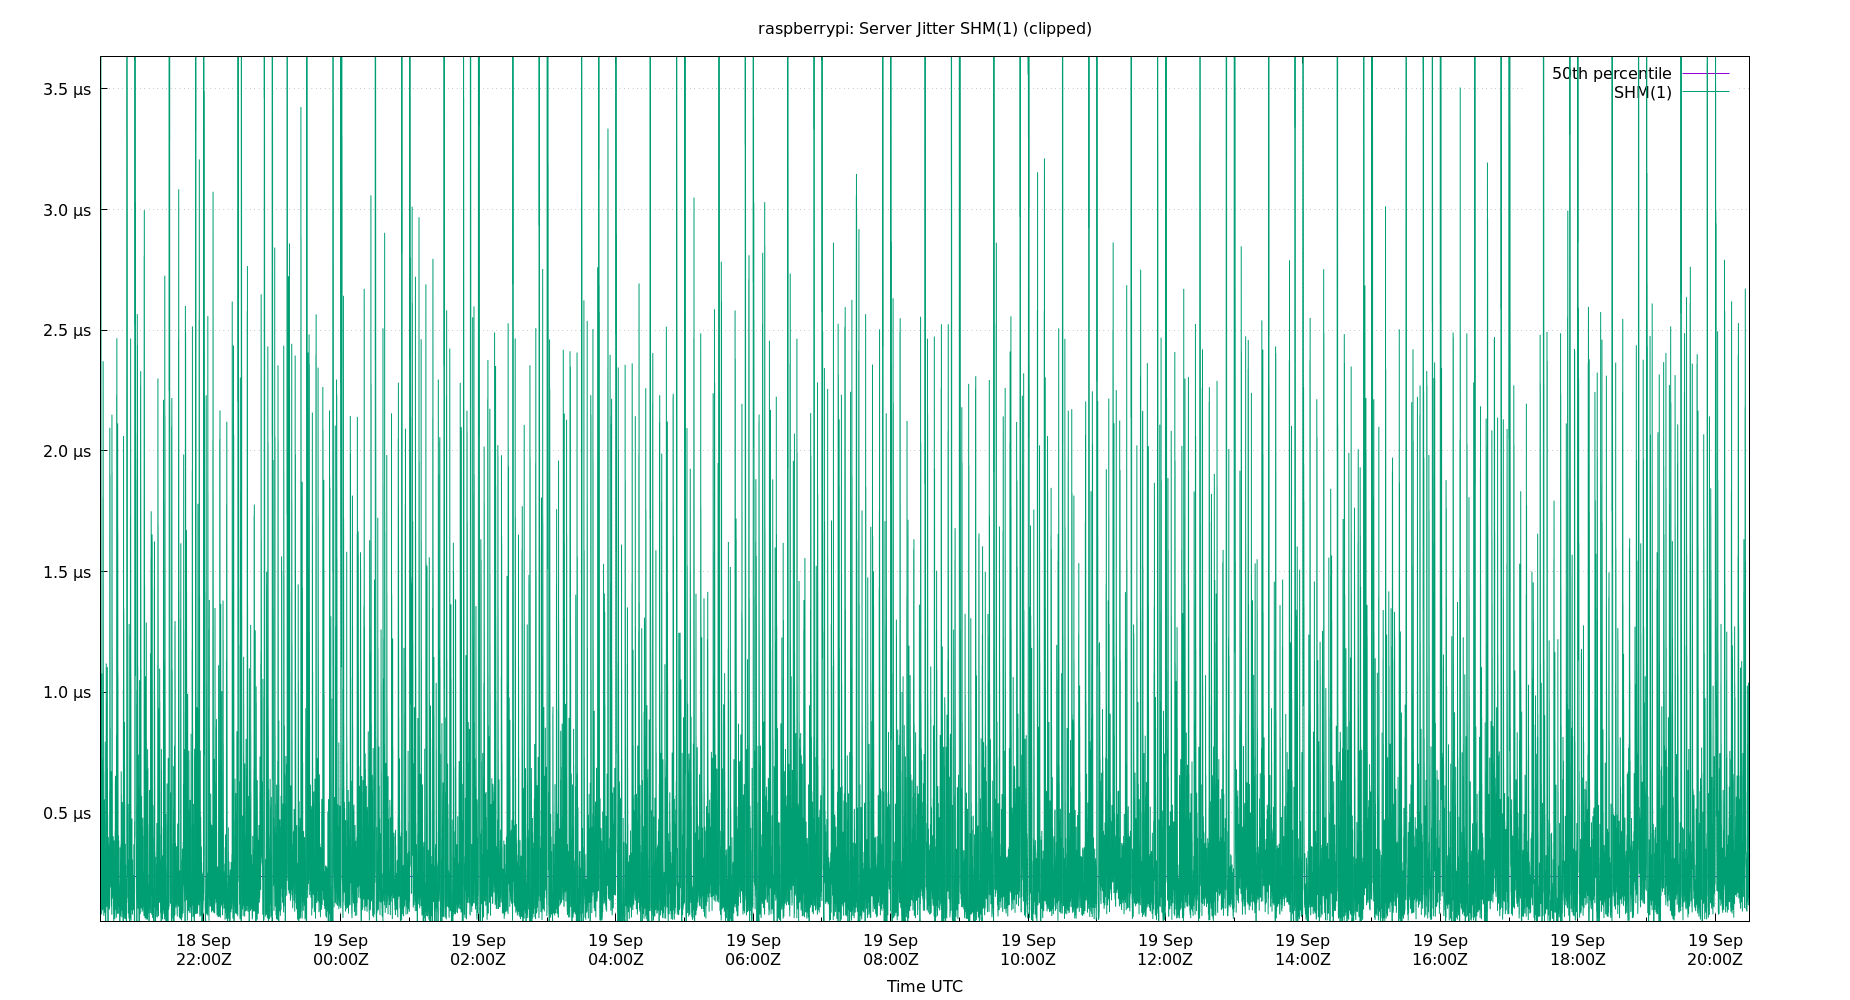 raspberrypi: Server Jitter SHM(1) (clipped)
50th percentile
SHM(1)
3.5 µs
3.0 µs
2.5 µs
2.0 µs
1.5 µs
1.0 µs
0.5 µs
18 Sep 19 Sep 19 Sep 19 Sep 19 Sep 19 Sep 19 Sep 19 Sep 19 Sep 19 Sep 19 Sep 19 Sep
22:00Z 00:00Z 02:00Z 04:00Z 06:00Z 08:00Z 10:00Z 12:00Z 14:00Z 16:00Z 18:00Z 20:00Z
Time UTC